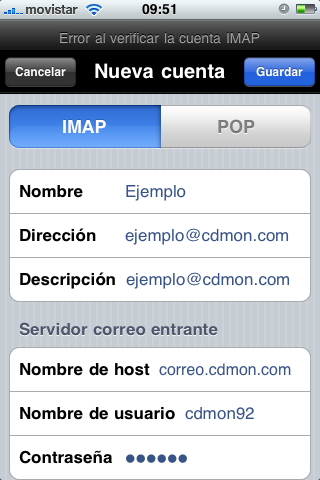 movistar 09:51
Error al verificar la cuenta IMAP
Cancelar Nueva cuenta Guardar
IMAP POP
Nombre Ejemplo
Dirección ejemplo@cdmon.com
Descripción ejemplo@cdmon.com
Servidor correo entrante
Nombre de host correo.cdmon.com
Nombre de usuario cdmon92
Contraseña ●●●●●●